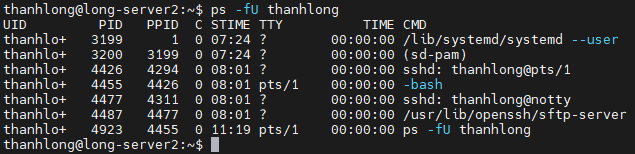 thanhlong@long-server2:~$ ps -fU thanhlong
UID          PID    PPID  C STIME TTY          TIME CMD
thanhlo+    3199       1  0 07:24 ?        00:00:00 /lib/systemd/systemd --user
thanhlo+    3200    3199  0 07:24 ?        00:00:00 (sd-pam)
thanhlo+    4426    4294  0 08:01 ?        00:00:00 sshd: thanhlong@pts/1
thanhlo+    4455    4426  0 08:01 pts/1    00:00:00 -bash
thanhlo+    4477    4311  0 08:01 ?        00:00:00 sshd: thanhlong@notty
thanhlo+    4487    4477  0 08:01 ?        00:00:00 /usr/lib/openssh/sftp-server
thanhlo+    4923    4455  0 11:19 pts/1    00:00:00 ps -fU thanhlong
thanhlong@long-server2:~$